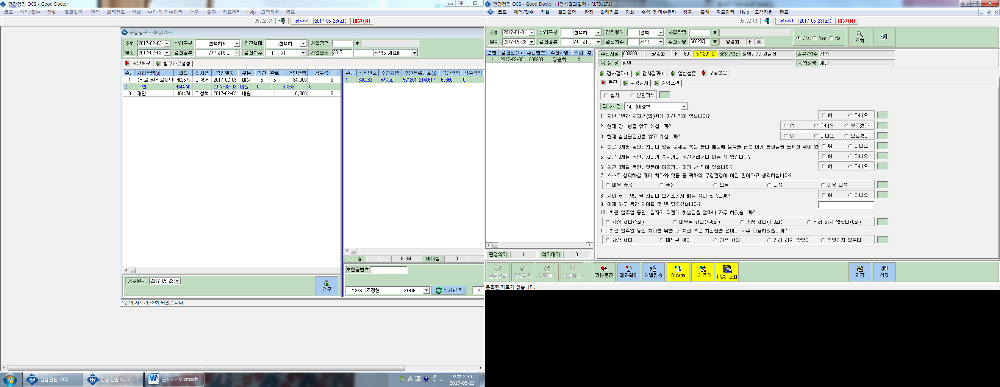 건강검진 OCS - Good Doctor
코드 예약/접수 진찰 결과입력 판정 외래진료 인쇄 수익 및 미수관리 청구 통계 자료관리 Help 고객지원 종료
05.22.01 유수현 2017-05-23(화) 내원(M)
구강청구 - REQ070F1
조회 2017-02-03 상하구분 선택하세... 검진형태 선택하... 사업장명
일자 2017-02-03 검진종류 선택하세... 검진차수 1 1차 사업연도 2017 선택하세요!!!
공단청구 청구자료생성
순번 사업장명(3) 코드 의사명 검진일자 구분 검진 완료 공단금액 청구금액
1 (의료)길의료재단 H02571 이성혁 2017-02-03 내원 5 5 34,300 0
2 개인 H04474 2017-02-03 내원 0 1 6,860 0
3 개인 H04474 이성혁 2017-02-03 내원 1 1 6,860 0
순번 수진번호 수진자명 주민등록번호(1) 공단금액 청구금액
1 600283 양승희 571201-2140617 6,860 0
대 상 1 6,860 비대상 0
보험증번호
청구일자 2017-05-23 청구
21936 조정현 21936 의사변경 A
1건의 자료가 조회 되었습니다.
건강진단 OCS 건강진단 OCS 문서1 - Microsoft... A 漢 오후 2:59
2017-05-23
건강검진 OCS - Good Doctor - [검사결과입력 - RLT011F1]
코드 예약/접수 진찰 결과입력 판정 외래진료 인쇄 수익 및 미수관리 청구 통계 자료관리 Help 고객지원 종료
05.22.01 유수현 2017-05-23(화) 내원(M)
조회 2017-01-01 상하구분 선택하... 검진형태 선택... 사업장명 전체 Yes No 조회
일자 2017-05-23 검진종류 선택하... 검진차수 선택... 수진자명 600283 양승희 F 60
순번 검진일(1) 수진번호 수진자명 의뢰
1 2017-02-03 600283 양승희 X
판정의뢰 1 의뢰대기 0
수진자명 600283 양승희 F 60 571201-2 상하/형태 상반기/내원검진 종류/차수 /1차
묶 음 명 일반 사업장명 개인
검사결과Ⅰ 검사결과Ⅱ 일반설문 구강설문
문진 구강검사 종합소견
실시 본인거부
의 사 명 14... 이성혁
1. 지난 1년간 치과병(의)원에 가신 적이 있습니까? 예 아니오
2. 현재 당뇨병을 앓고 계십니까? 예 아니오 모르겠다
3. 현재 심혈관질환을 앓고 계십니까? 예 아니오 모르겠다
4. 최근 3개월 동안, 치아나 잇몸 문제로 혹은 틀니 때문에 음식을 씹는 데에 불편감을 느끼신 적이 있 예 아니오
5. 최근 3개월 동안, 치아가 쑤시거나 욱신거리거나 아픈 적 있습니까? 예 아니오
6. 최근 3개월 동안, 잇몸이 아프거나 피가 난 적이 있습니까? 예 아니오
7. 스스로 생각하실 때에 치아와 잇몸 등 귀하의 구강건강이 어떤 편이라고 생각하십니까?
매우 좋음 좋음 보통 나쁨 매우 나쁨
8. 치아 닦는 방법을 치과나 보건소에서 배운 적이 있습니까? 예 아니오
9. 어제 하루 동안 치아를 몇 번 닦으셨습니까?
10. 최근 일주일 동안, 잠자기 직전에 칫솔질을 얼마나 자주 하였습니까?
항상 했다(7회) 대부분 했다(4~6회) 가끔 했다(1~3회) 전혀 하지 않았다(0회)
11. 최근 일주일 동안 치아를 닦을 때 치실 혹은 치간솔을 얼마나 자주 이용하였습니까?
항상 했다 대부분 했다 가끔 했다 전혀 하지 않았다 무엇인지 모른다
일괄의뢰 판정의뢰 의뢰취소 일괄취소 기본문진 결과확인 개별전송 Bioage LIS 조회 PACS 조회 저장 삭제
등록된 자료가 없습니다.